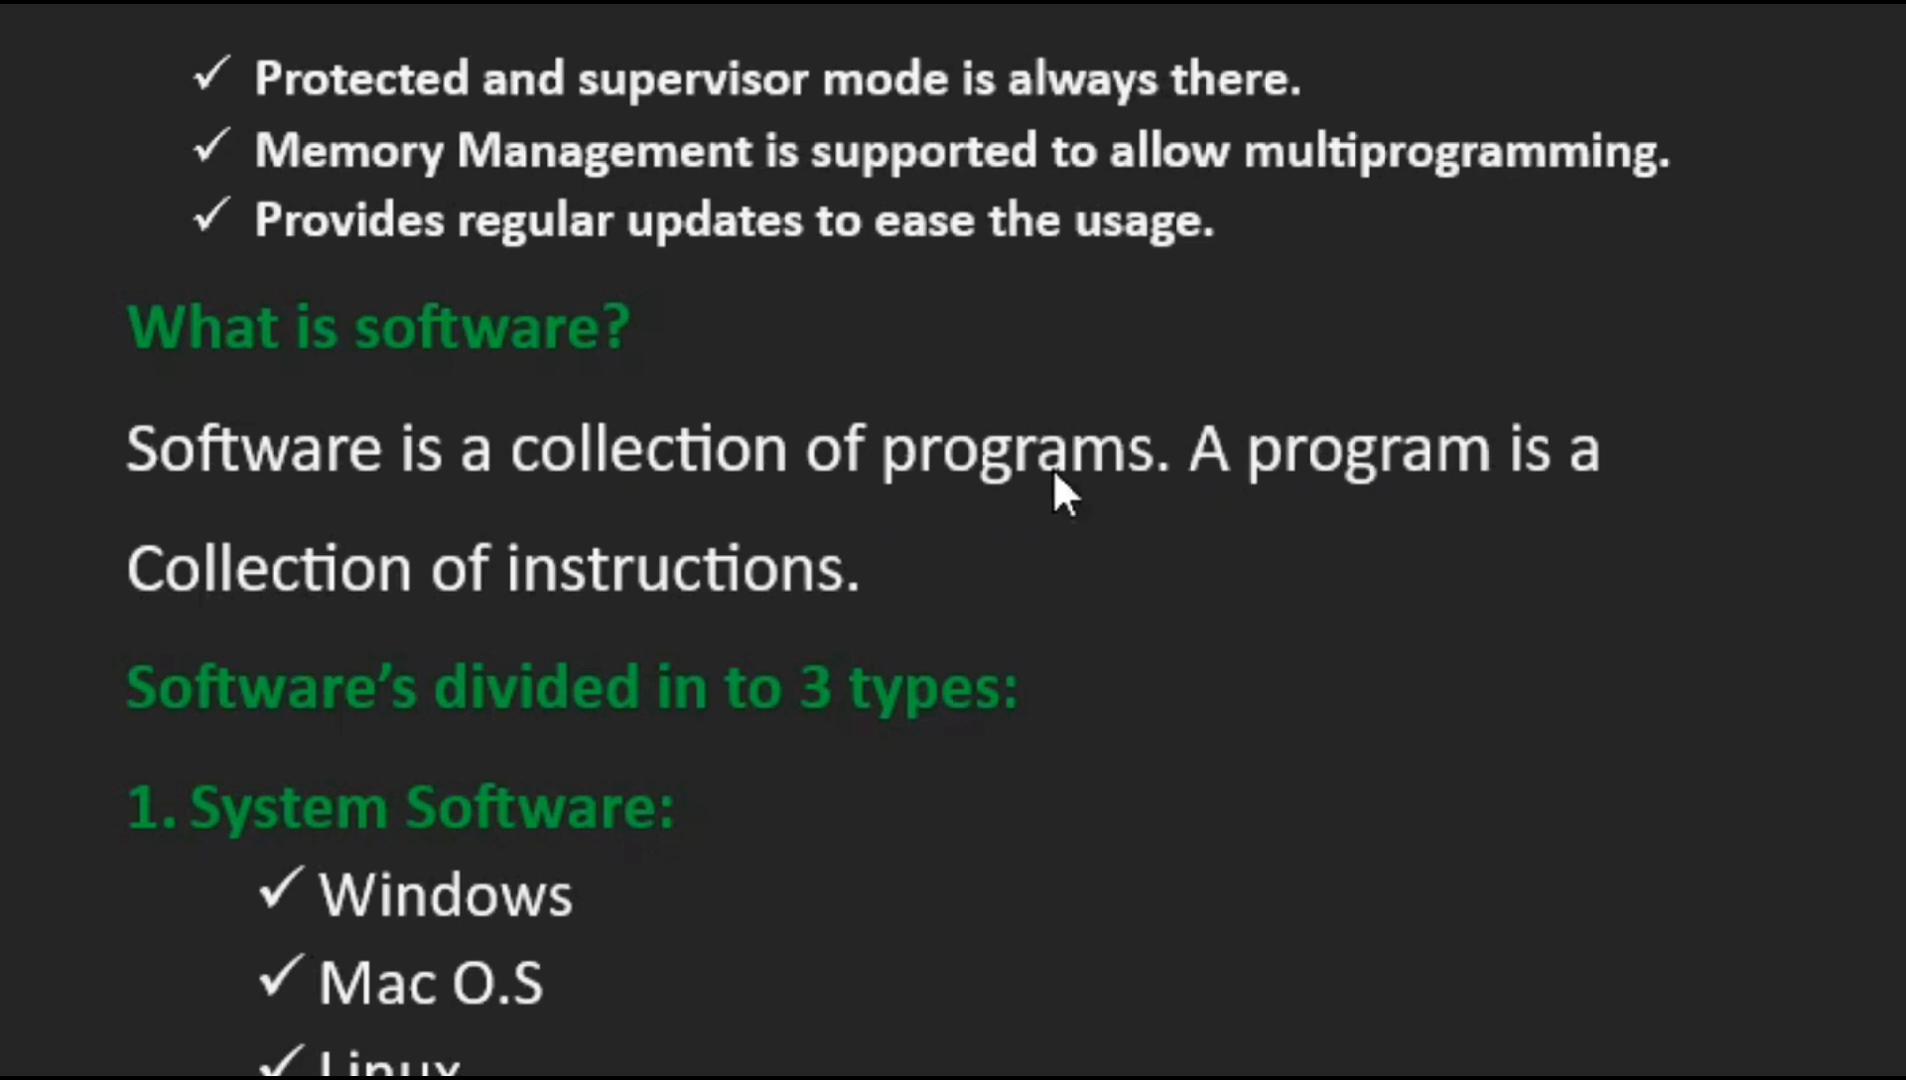 ✓ Protected and supervisor mode is always there.
✓ Memory Management is supported to allow multiprogramming.
✓ Provides regular updates to ease the usage.
What is software?
Software is a collection of programs. A program is a
Collection of instructions.
Software’s divided in to 3 types:
1. System Software:
✓ Windows
✓ Mac O.S
✓ Linux